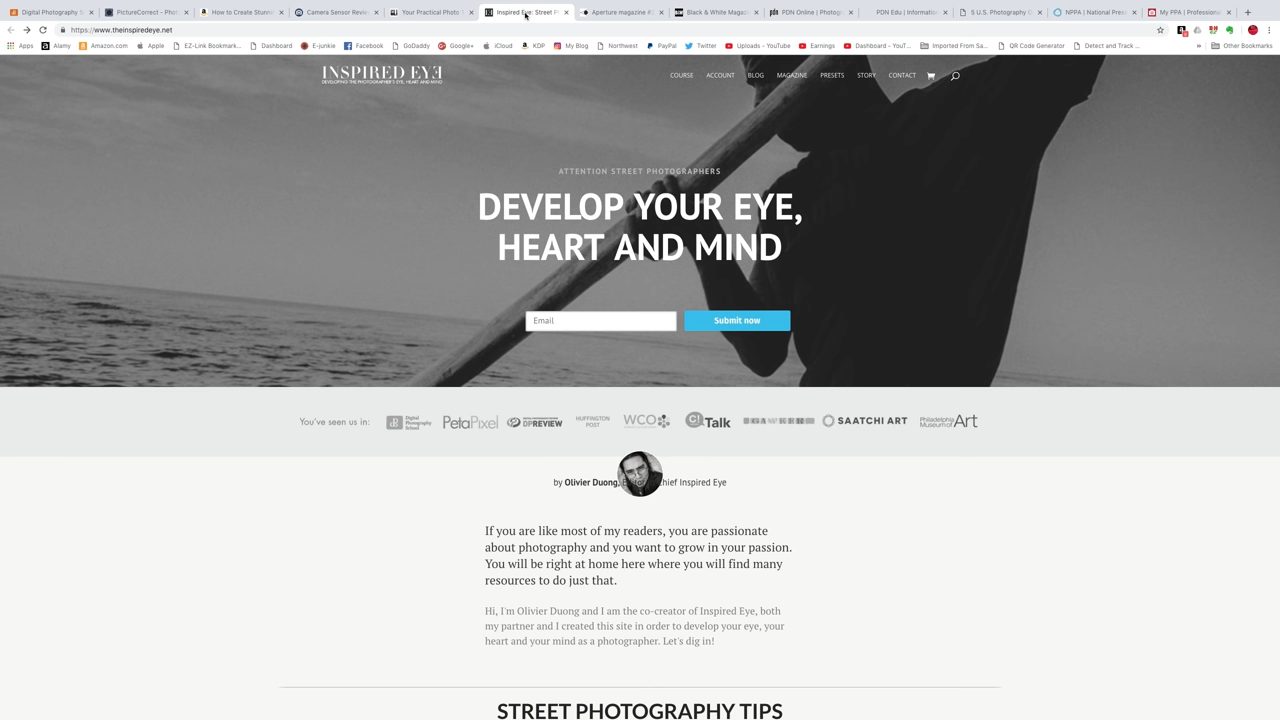 Digital Photography S
PictureCorrect - Phot
How to Create Stunn
Camera Sensor Revie
Your Practical Photo
Inspired Eye: Street P
Aperture magazine #
Black & White Magaz
PDN Online | Photogr
PDN Edu | Informatio
5 U.S. Photography O
NPPA | National Pres
My PPA | Professiona
https://www.theinspiredeye.net
Apps
Alamy
Amazon.com
Apple
EZ-Link Bookmark...
Dashboard
E-junkie
Facebook
GoDaddy
Google+
iCloud
KDP
My Blog
Northwest
PayPal
Twitter
Uploads - YouTube
Earnings
Dashboard - YouT...
Imported From Sa...
QR Code Generator
Detect and Track ...
»
Other Bookmarks
INSPIRED EYE
DEVELOPING THE PHOTOGRAPHER'S EYE, HEART AND MIND
COURSE
ACCOUNT
BLOG
MAGAZINE
PRESETS
STORY
CONTACT
ATTENTION STREET PHOTOGRAPHERS
DEVELOP YOUR EYE,
HEART AND MIND
Email
Submit now
You've seen us in:
Digital Photography School
PetaPixel
DPREVIEW
HUFFINGTON POST
WCO
Talk
SAATCHI ART
Philadelphia Museum of Art
by Olivier Duong, Chief Inspired Eye
If you are like most of my readers, you are passionate
about photography and you want to grow in your passion.
You will be right at home here where you will find many
resources to do just that.
Hi, I'm Olivier Duong and I am the co-creator of Inspired Eye, both
my partner and I created this site in order to develop your eye, your
heart and your mind as a photographer. Let's dig in!
STREET PHOTOGRAPHY TIPS